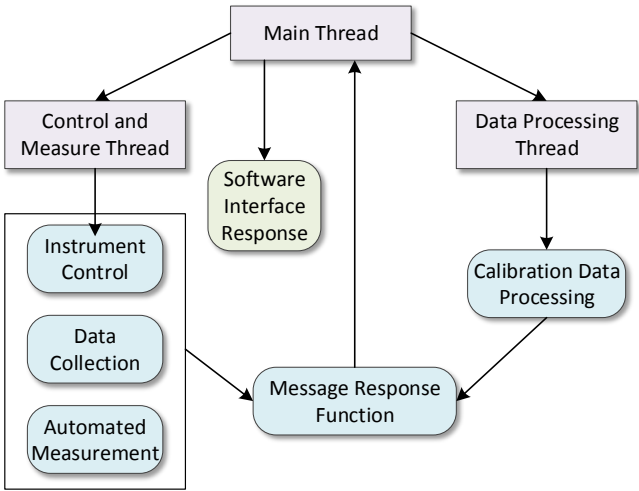 Main Thread
Control and
Measure Thread
Data Processing
Thread
Software
Interface
Response
Instrument
Control
Calibration Data
Processing
Data
Collection
Message Response
Function
Automated
Measurement